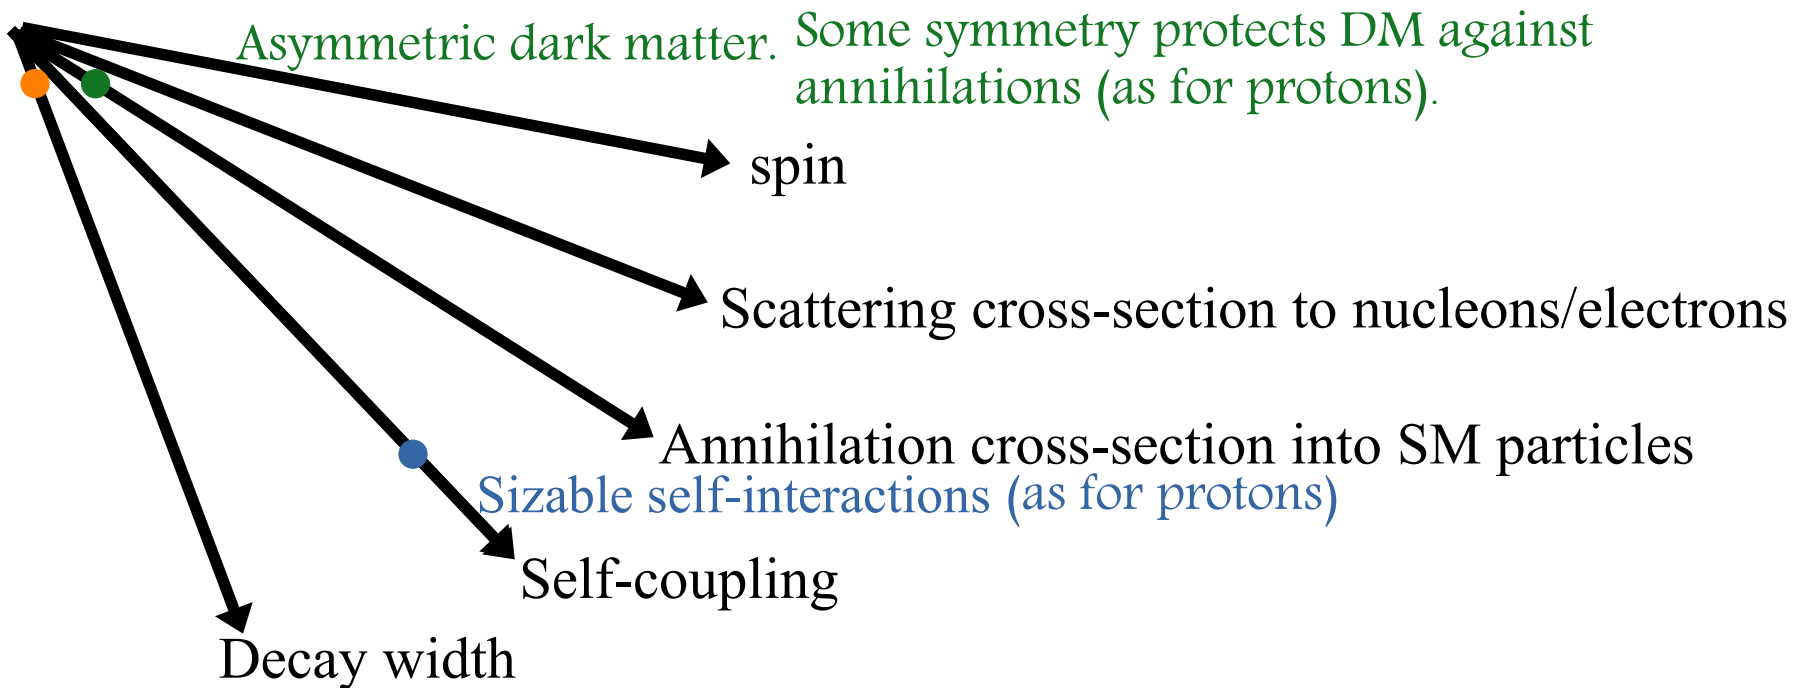 Asymmetric dark matter.
Some symmetry protects DM against
annihilations (as for protons).
spin
Scattering cross-section to nucleons/electrons
Annihilation cross-section into SM particles
Sizable self-interactions (as for protons)
Self-coupling
Decay width